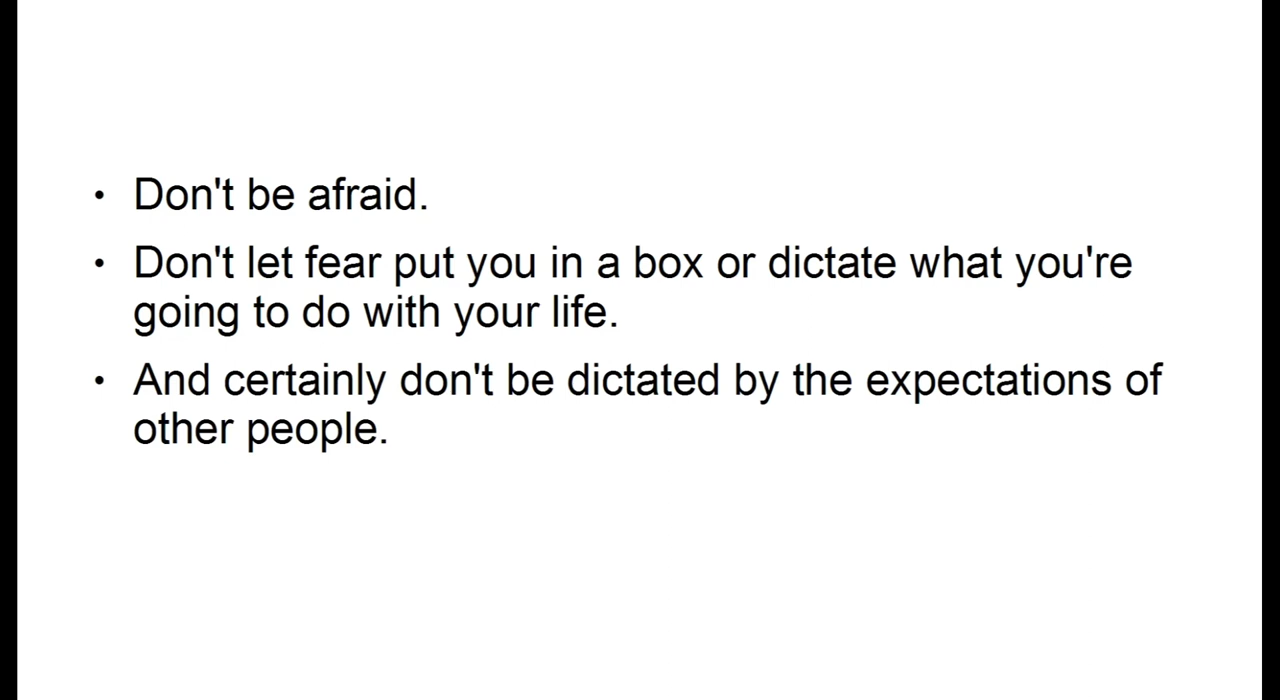 • Don't be afraid.
• Don't let fear put you in a box or dictate what you're
going to do with your life.
• And certainly don't be dictated by the expectations of
other people.